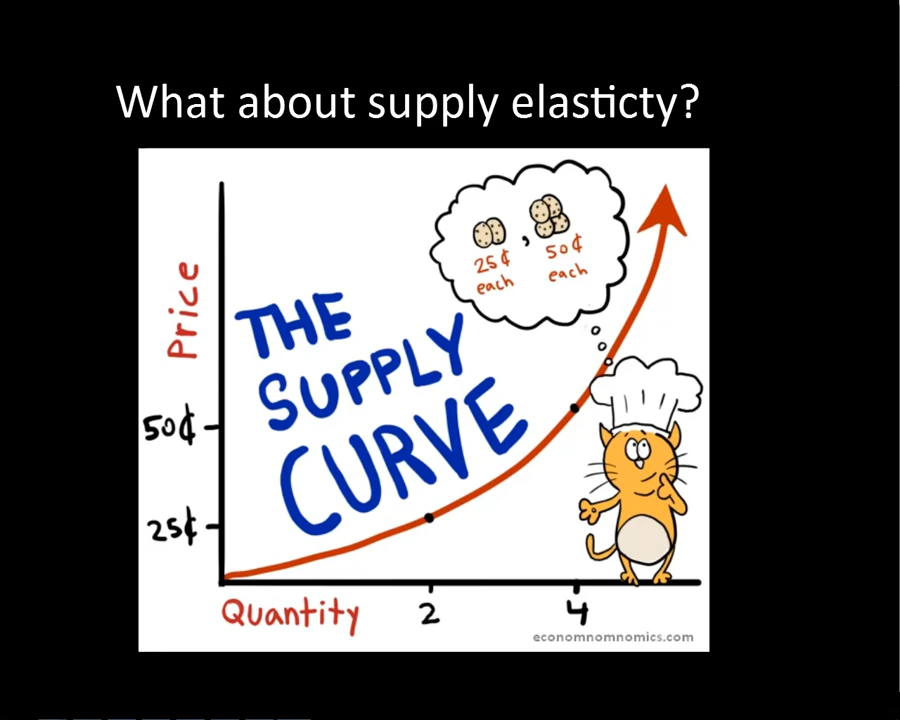 What about supply elasticty?
25¢ , 50¢
each each
THE
SUPPLY
CURVE
Price
50¢
25¢
Quantity 2 4
economnomnomics.com